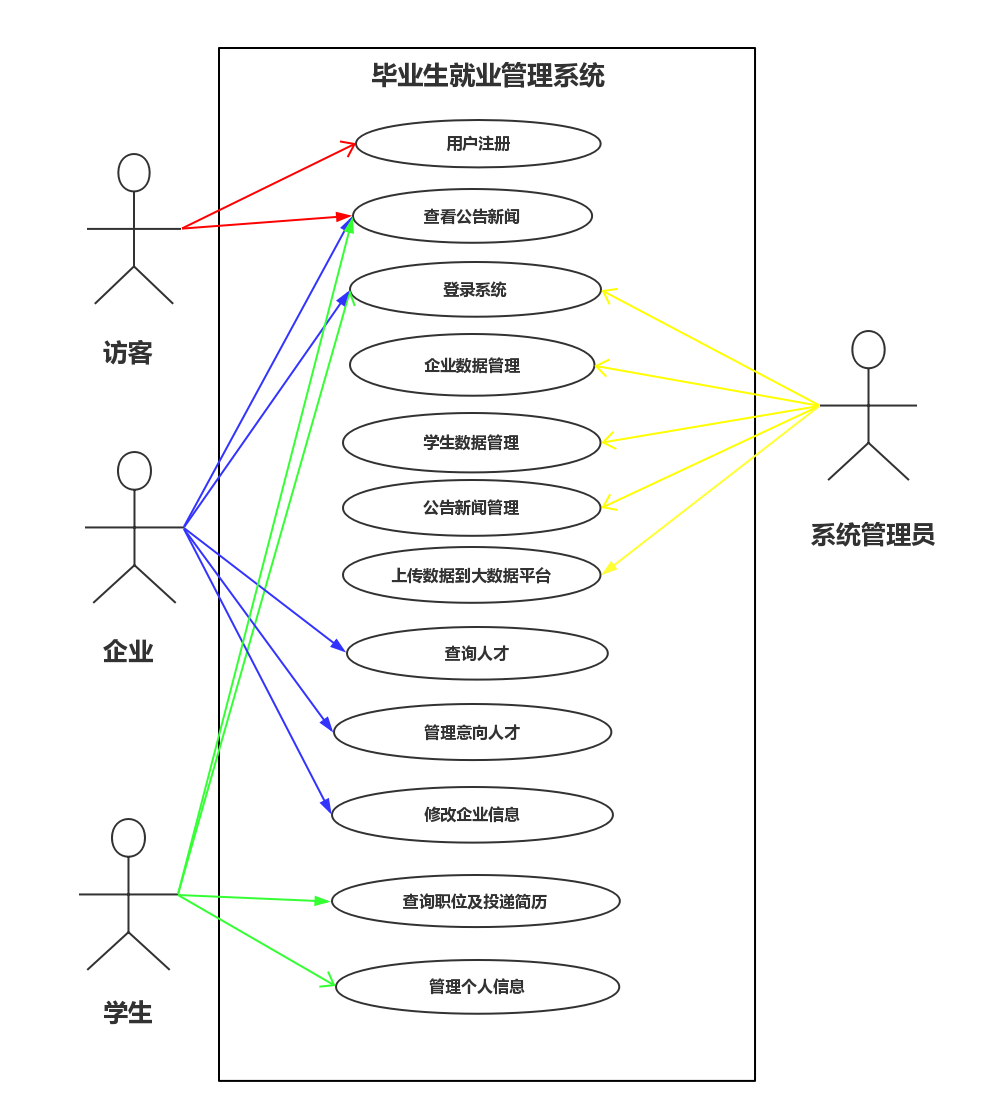 毕业生就业管理系统
用户注册
查看公告新闻
登录系统
访客
企业数据管理
学生数据管理
公告新闻管理
系统管理员
上传数据到大数据平台
企业
查询人才
管理意向人才
修改企业信息
查询职位及投递简历
管理个人信息
学生